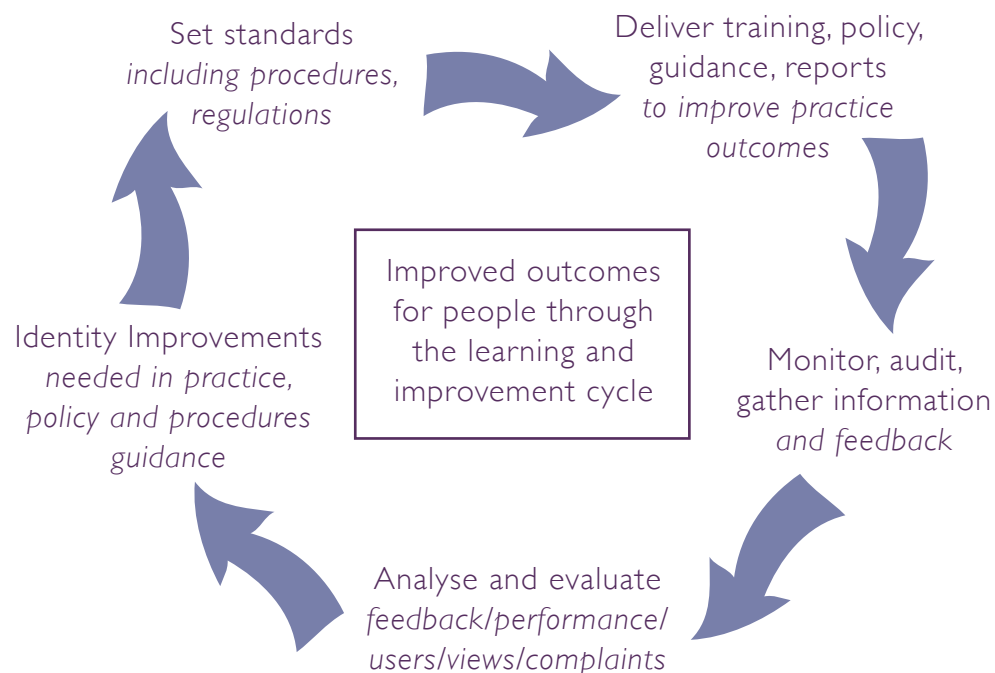 Set standards
including procedures,
regulations
Deliver training, policy,
guidance, reports
to improve practice
outcomes
Improved outcomes
for people through
the learning and
improvement cycle
Identity Improvements
needed in practice,
policy and procedures
guidance
Monitor, audit,
gather information
and feedback
Analyse and evaluate
feedback/performance/
users/views/complaints